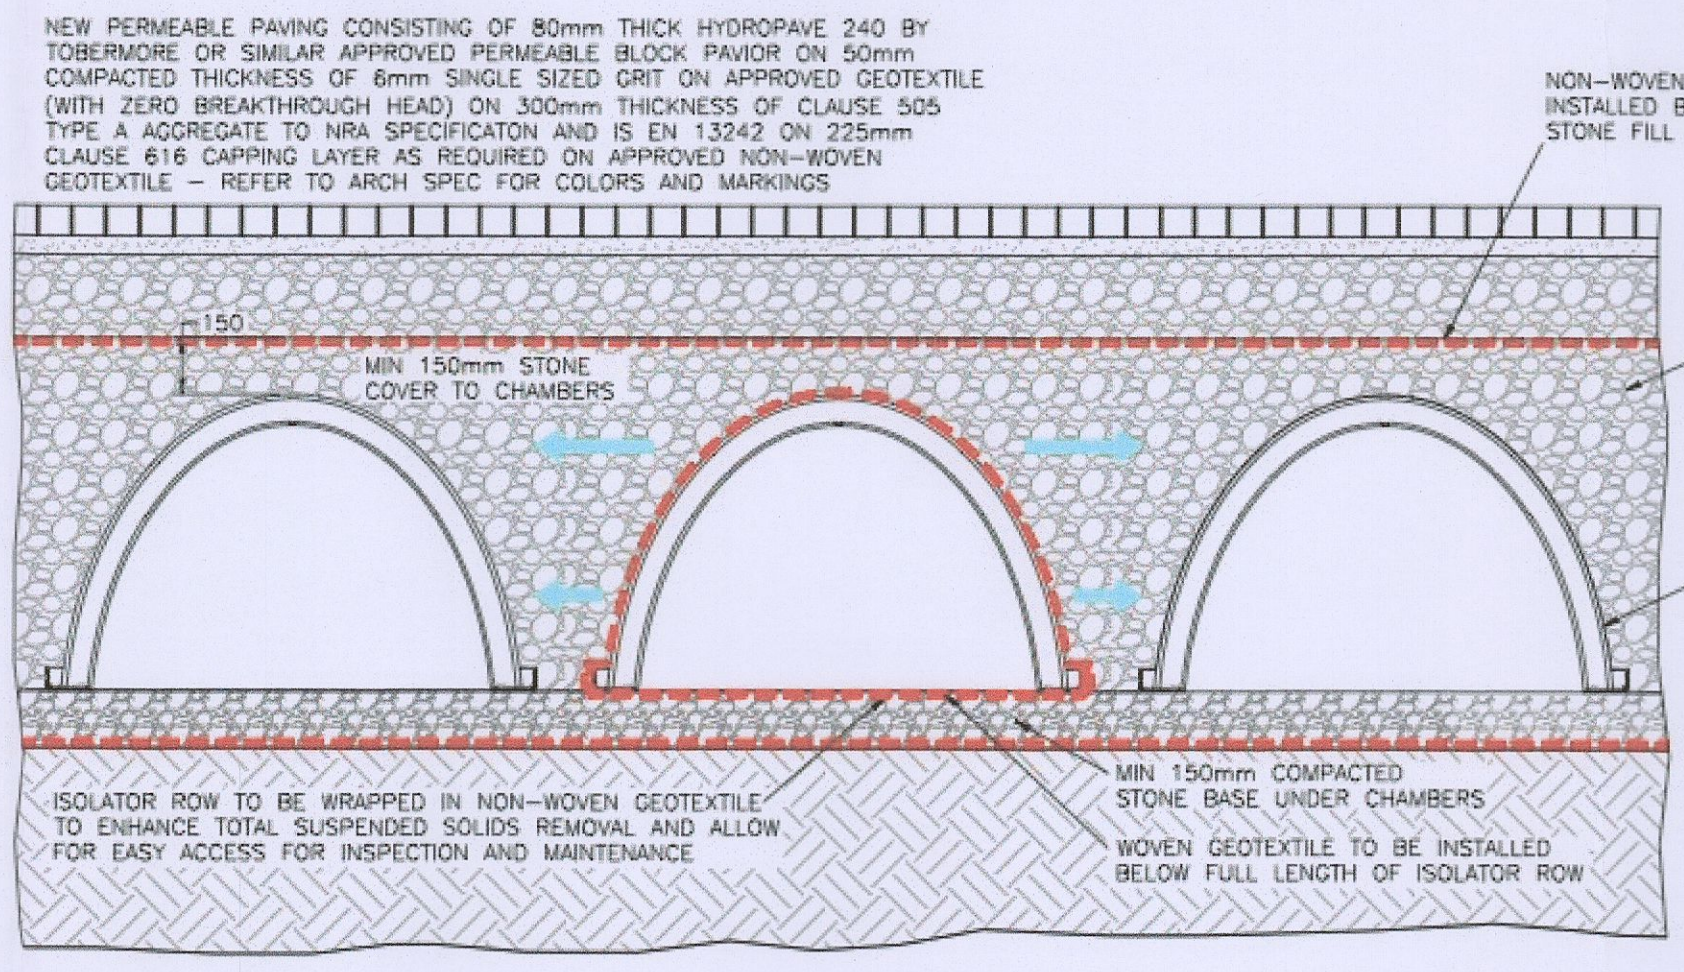 NEW PERMEABLE PAVING CONSISTING OF 80mm THICK HYDROPAVE 240 BY
TOBERMORE OR SIMILAR APPROVED PERMEABLE BLOCK PAVIOR ON 50mm
COMPACTED THICKNESS OF 6mm SINGLE SIZED GRIT ON APPROVED GEOTEXTILE
(WITH ZERO BREAKTHROUGH HEAD) ON 300mm THICKNESS OF CLAUSE 505
TYPE A AGGREGATE TO NRA SPECIFICATON AND IS EN 13242 ON 225mm
CLAUSE 616 CAPPING LAYER AS REQUIRED ON APPROVED NON-WOVEN
GEOTEXTILE - REFER TO ARCH SPEC FOR COLORS AND MARKINGS
NON-WOVEN
INSTALLED B
STONE FILL
150
MIN 150mm STONE
COVER TO CHAMBERS
ISOLATOR ROW TO BE WRAPPED IN NON-WOVEN GEOTEXTILE
TO ENHANCE TOTAL SUSPENDED SOLIDS REMOVAL AND ALLOW
FOR EASY ACCESS FOR INSPECTION AND MAINTENANCE
MIN 150mm COMPACTED
STONE BASE UNDER CHAMBERS
WOVEN GEOTEXTILE TO BE INSTALLED
BELOW FULL LENGTH OF ISOLATOR ROW